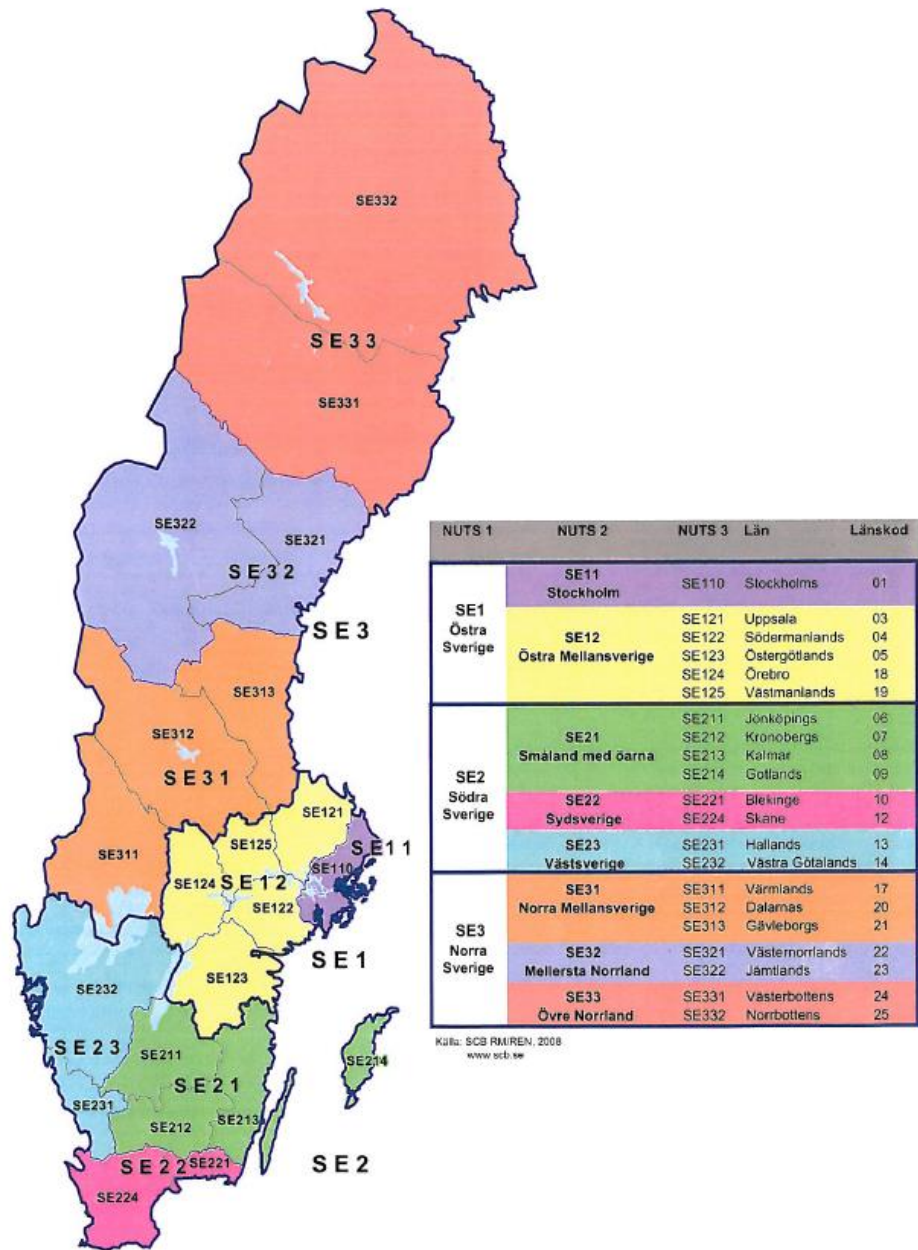 SE332
SE33
SE331
SE322
SE321
SE32
SE3
SE313
SE312
SE31
SE311
SE121
SE125
SE11
SE110
SE124
SE12
SE122
SE1
SE123
SE232
SE23
SE211
SE214
SE21
SE231
SE212
SE213
SE2
SE22
SE221
SE224
NUTS 1 NUTS 2 NUTS 3 Län Länskod
SE1
Östra
Sverige
SE11
Stockholm
SE110 Stockholms 01
SE12
Östra Mellansverige
SE121 Uppsala 03
SE122 Södermanlands 04
SE123 Östergötlands 05
SE124 Örebro 18
SE125 Västmanlands 19
SE2
Södra
Sverige
SE21
Småland med öarna
SE211 Jönköpings 06
SE212 Kronobergs 07
SE213 Kalmar 08
SE214 Gotlands 09
SE22
Sydsverige
SE221 Blekinge 10
SE224 Skåne 12
SE23
Västsverige
SE231 Hallands 13
SE232 Västra Götalands 14
SE3
Norra
Sverige
SE31
Norra Mellansverige
SE311 Värmlands 17
SE312 Dalarnas 20
SE313 Gävleborgs 21
SE32
Mellersta Norrland
SE321 Västernorrlands 22
SE322 Jämtlands 23
SE33
Övre Norrland
SE331 Västerbottens 24
SE332 Norrbottens 25
Källa: SCB RM/REN, 2008
www.scb.se